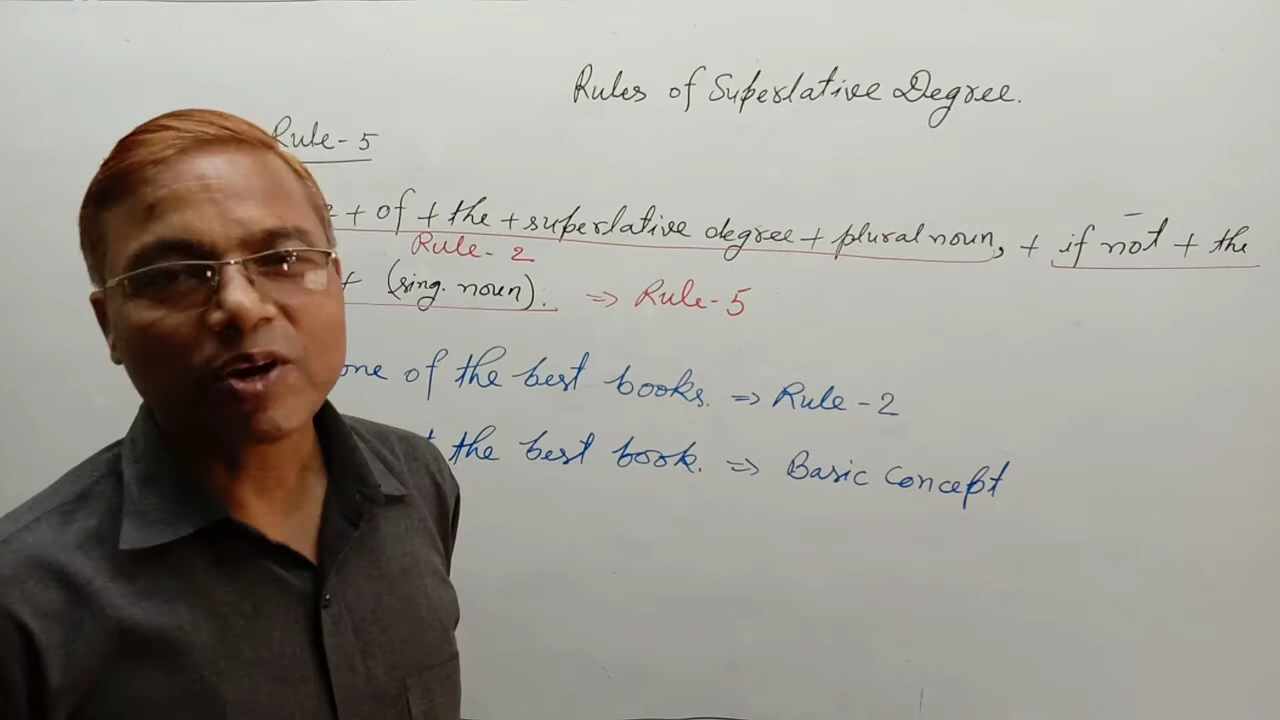 Rules of Superlative Degree.
Rule-5
+ of + the + superlative degree + plural noun, + if not + the
Rule-2
+ (sing. noun). => Rule-5
one of the best books. => Rule-2
the best book. => Basic Concept